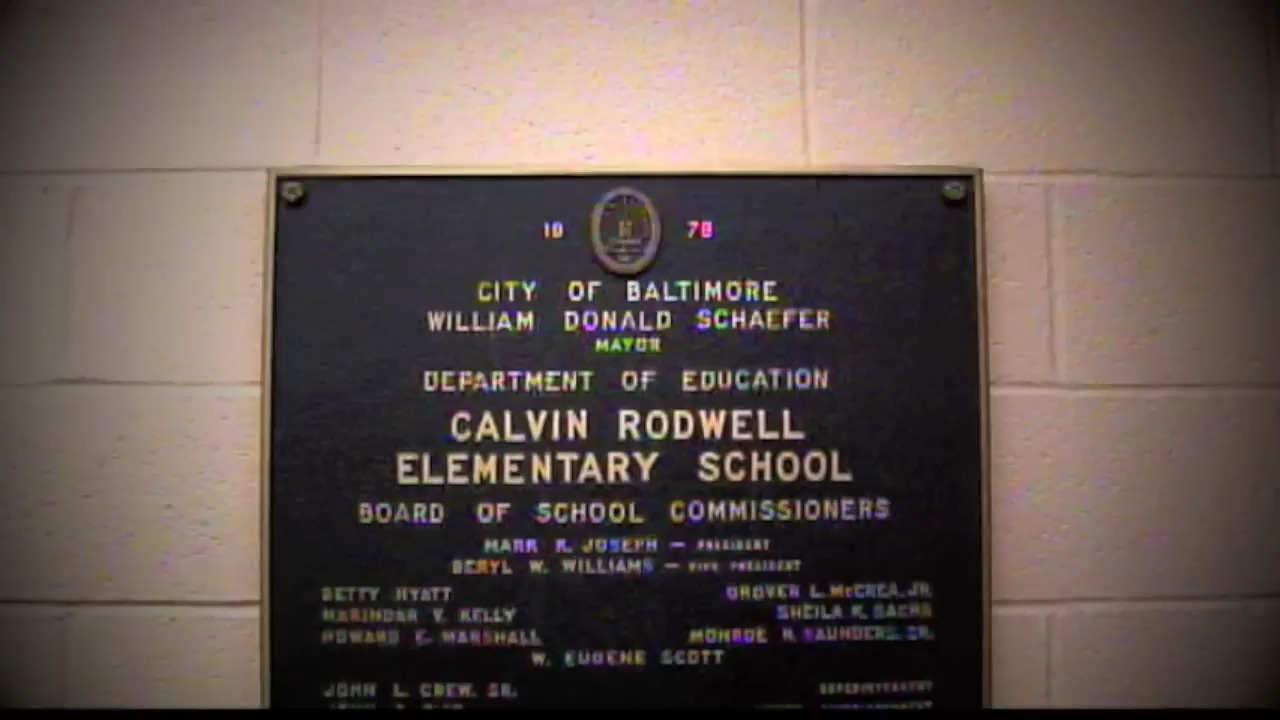 19 78
CITY OF BALTIMORE
WILLIAM DONALD SCHAEFER
MAYOR
DEPARTMENT OF EDUCATION
CALVIN RODWELL
ELEMENTARY SCHOOL
BOARD OF SCHOOL COMMISSIONERS
MARK K. JOSEPH — PRESIDENT
BERYL W. WILLIAMS — VICE PRESIDENT
BETTY HYATT GROVER L. McCREA, JR.
V. KELLY SHEILA K. SACHS
HOWARD E. MARSHALL MONROE R. SAUNDERS, SR.
W. EUGENE SCOTT
JOHN L. CREW, SR. SUPERINTENDENT